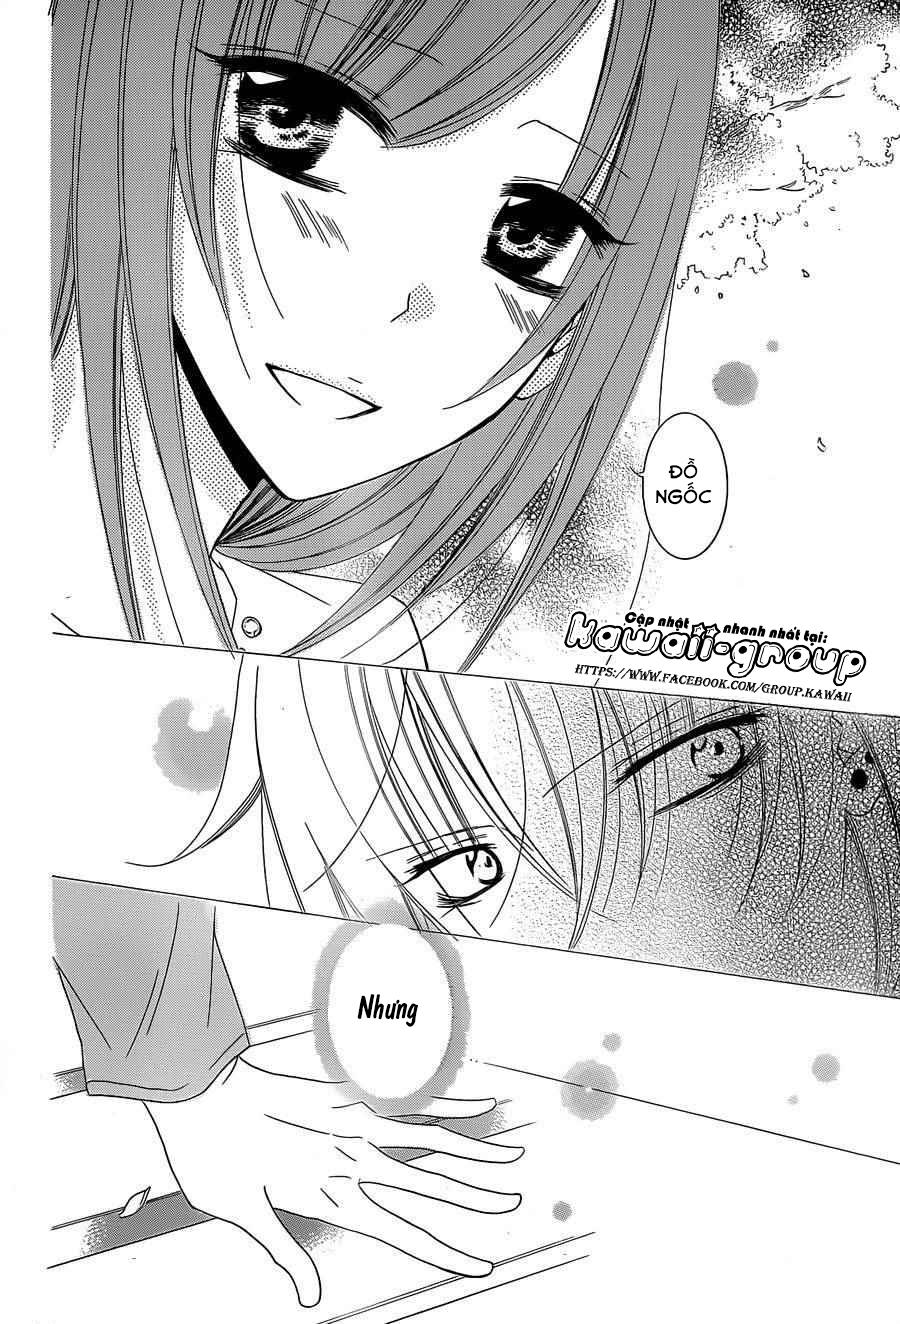 ĐỒ
NGỐC
Cập nhật nhanh nhất tại:
Kawaii-group
HTTPS://WWW.FACEBOOK.COM/GROUP.KAWAII
Nhưng